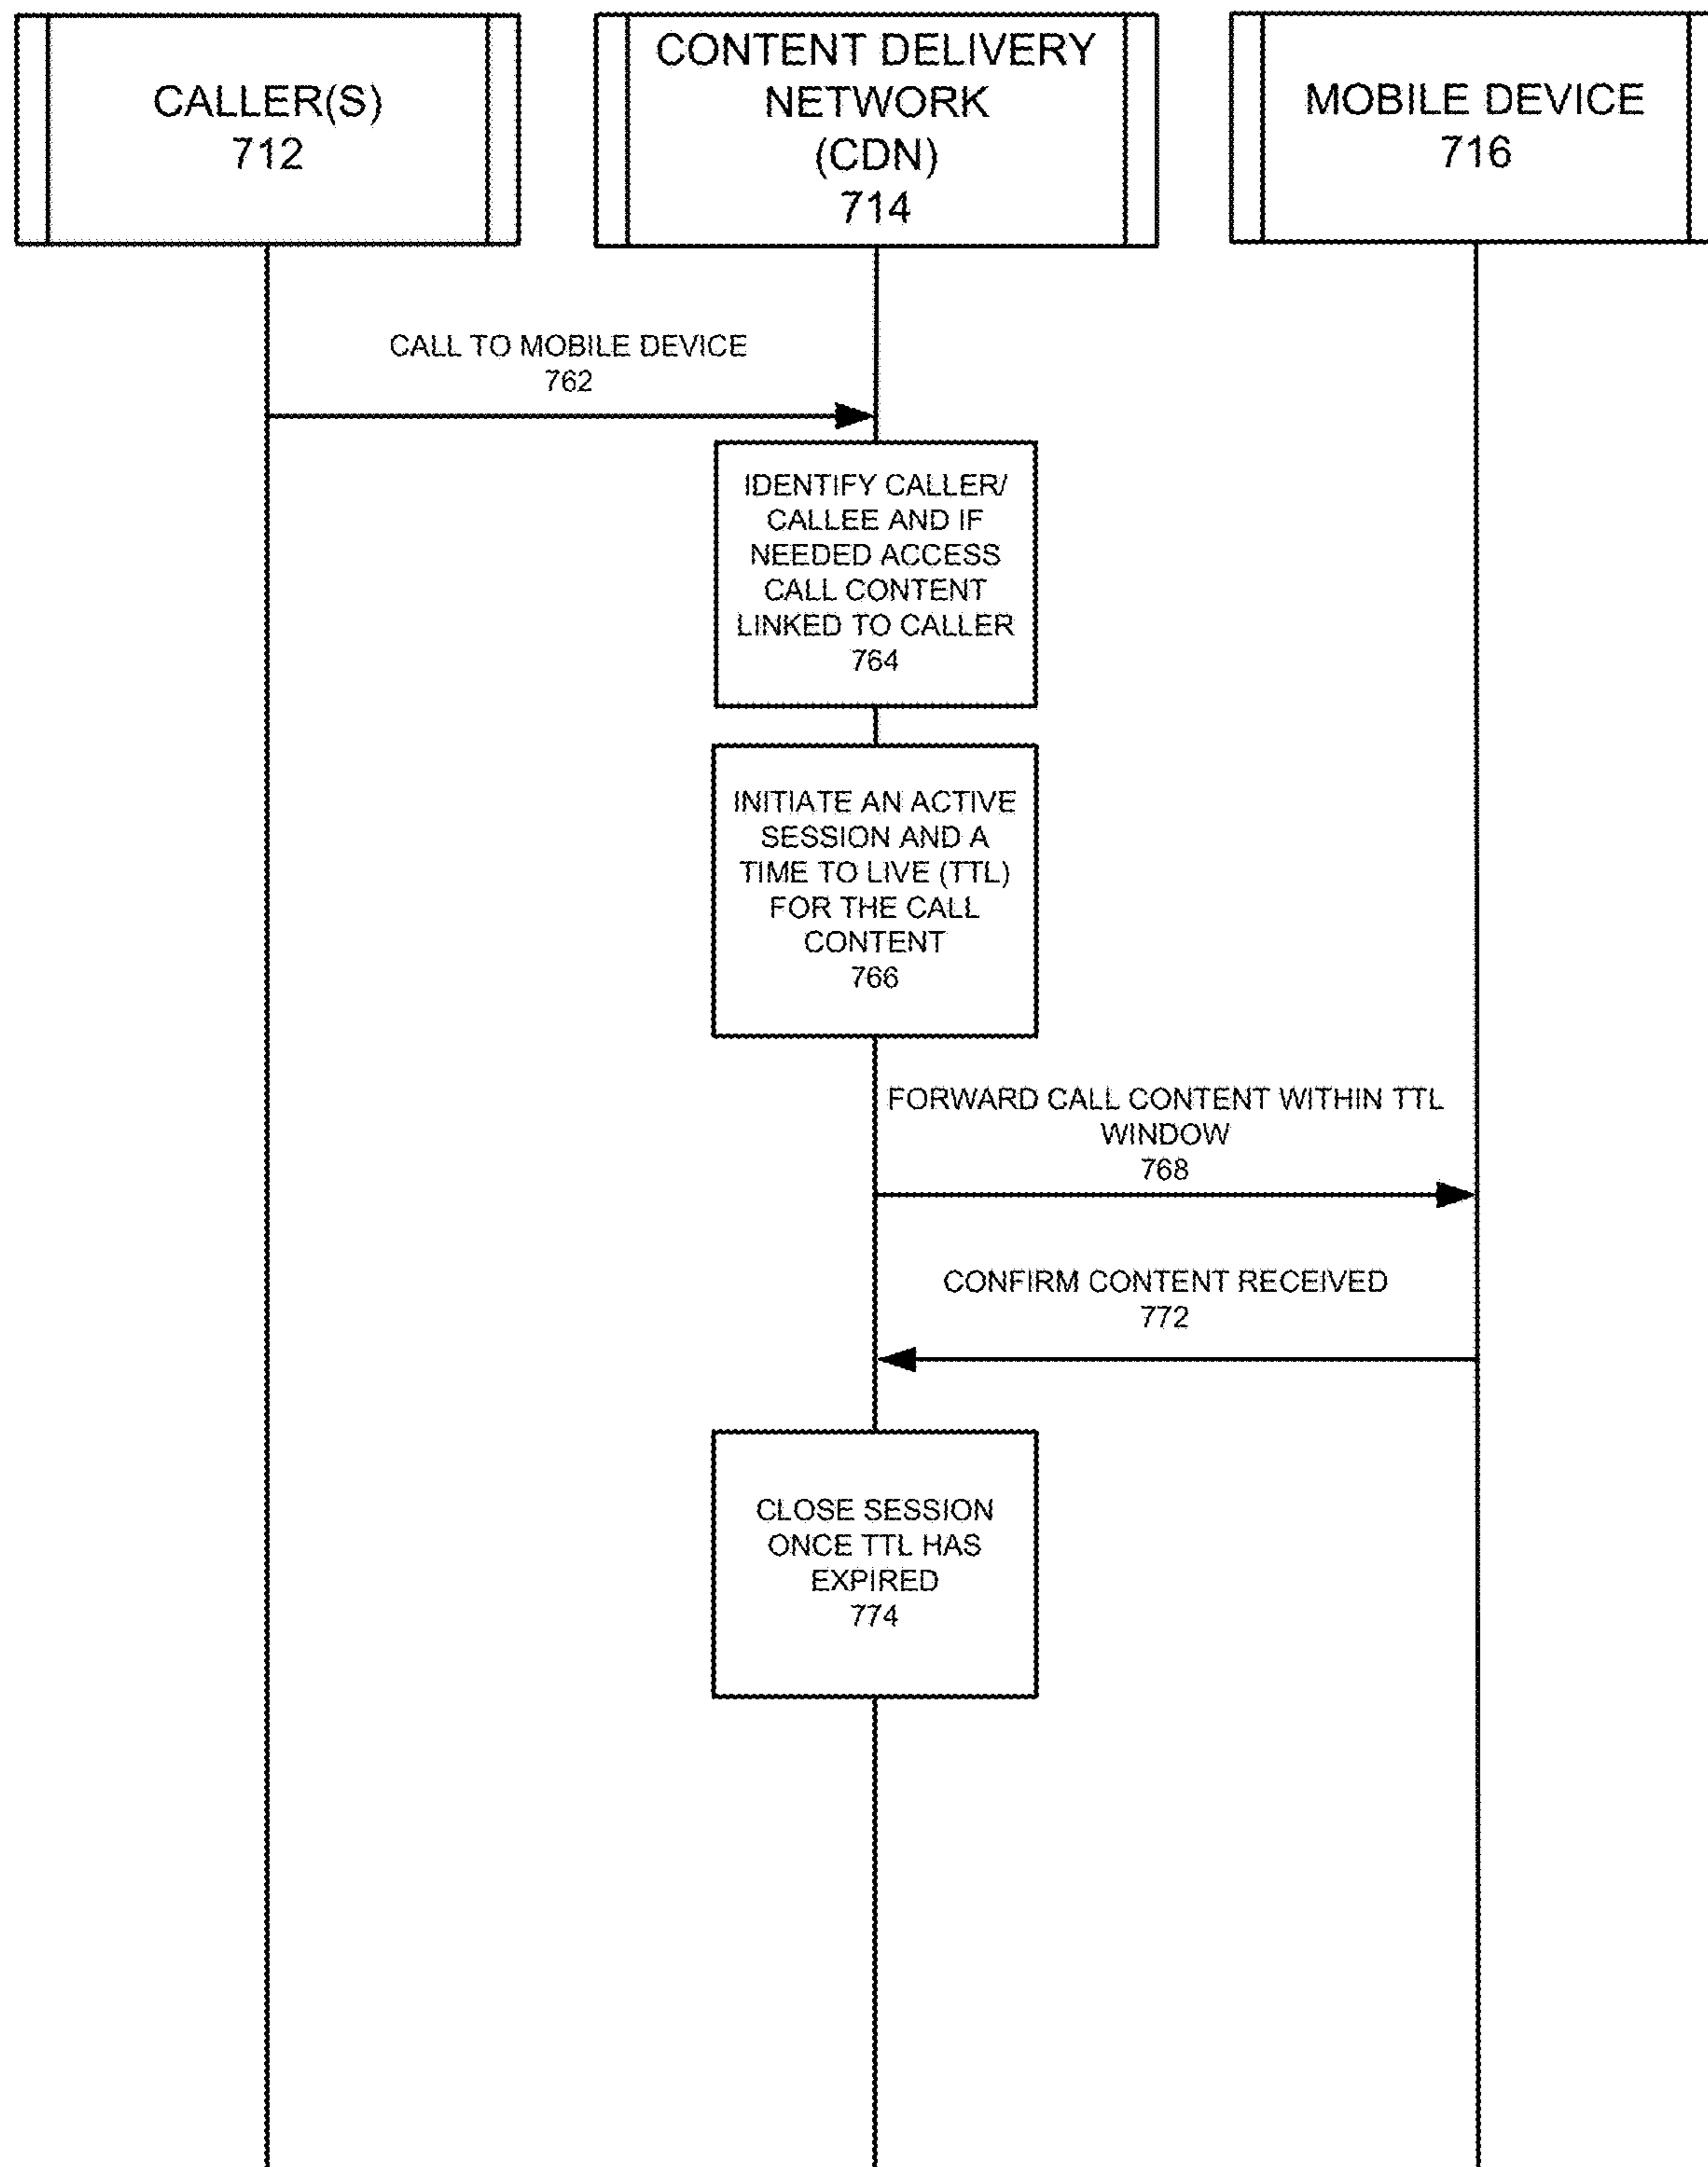 CALLER(S)
712
CONTENT DELIVERY
NETWORK
(CDN)
714
MOBILE DEVICE
716
CALL TO MOBILE DEVICE
762
IDENTIFY CALLER/
CALLEE AND IF
NEEDED ACCESS
CALL CONTENT
LINKED TO CALLER
764
INITIATE AN ACTIVE
SESSION AND A
TIME TO LIVE (TTL)
FOR THE CALL
CONTENT
766
FORWARD CALL CONTENT WITHIN TTL
WINDOW
768
CONFIRM CONTENT RECEIVED
772
CLOSE SESSION
ONCE TTL HAS
EXPIRED
774